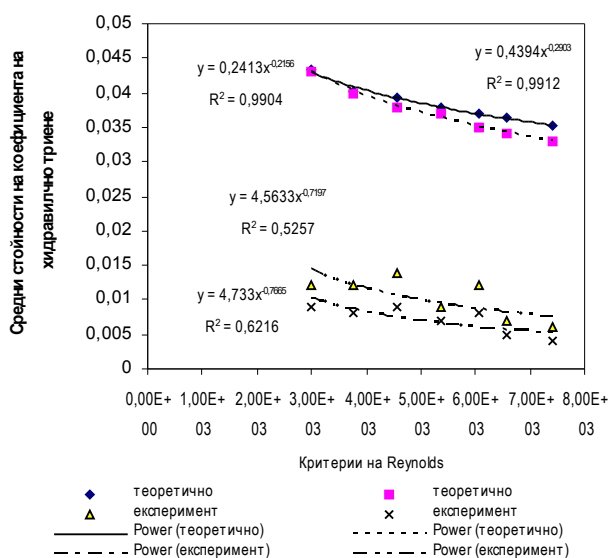 Средни стойности на коефициента на
хидравилчно триене
0,05
0,045
0,04
0,035
0,03
0,025
0,02
0,015
0,01
0,005
0
y = 0,2413x^-0,2156
R² = 0,9904
y = 0,4394x^-0,2903
R² = 0,9912
y = 4,5633x^-0,7197
R² = 0,5257
y = 4,733x^-0,7665
R² = 0,6216
0,00E+ 1,00E+ 2,00E+ 3,00E+ 4,00E+ 5,00E+ 6,00E+ 7,00E+ 8,00E+
00 03 03 03 03 03 03 03 03
Критерии на Reynolds
теоретично теоретично
експеримент експеримент
Power (теоретично) Power (теоретично)
Power (експеримент) Power (експеримент)